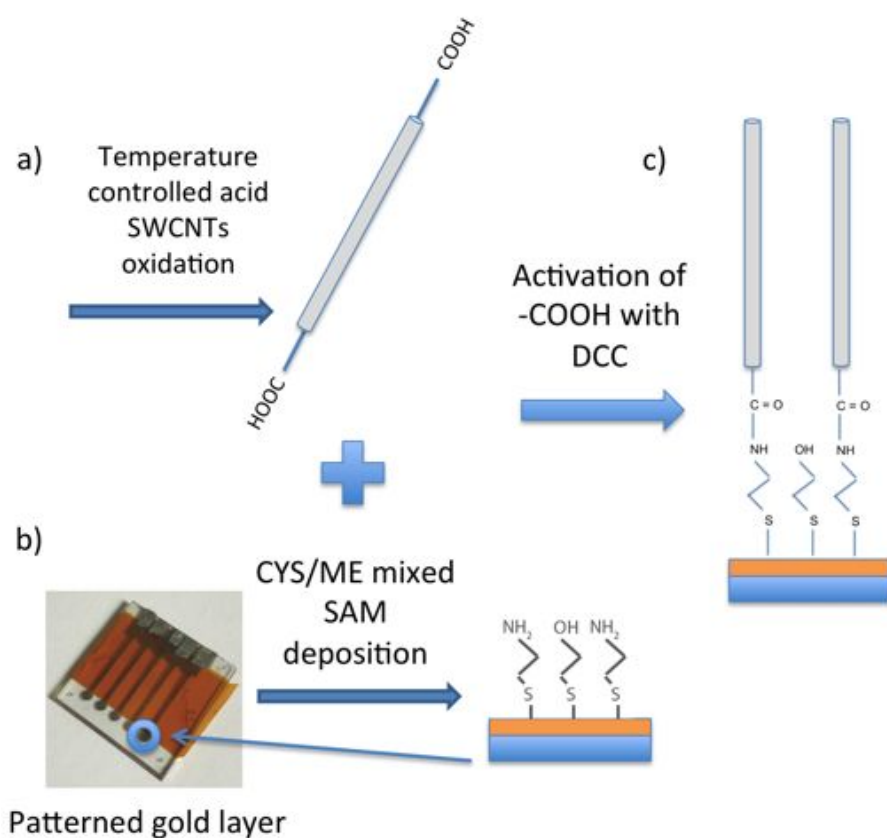 a)
Temperature
controlled acid
SWCNTs
oxidation
COOH
HOOC
Activation of
-COOH with
DCC
c)
C = O C = O
NH OH NH
S S S
b)
CYS/ME mixed
SAM
deposition
NH₂ OH NH₂
S S S
Patterned gold layer